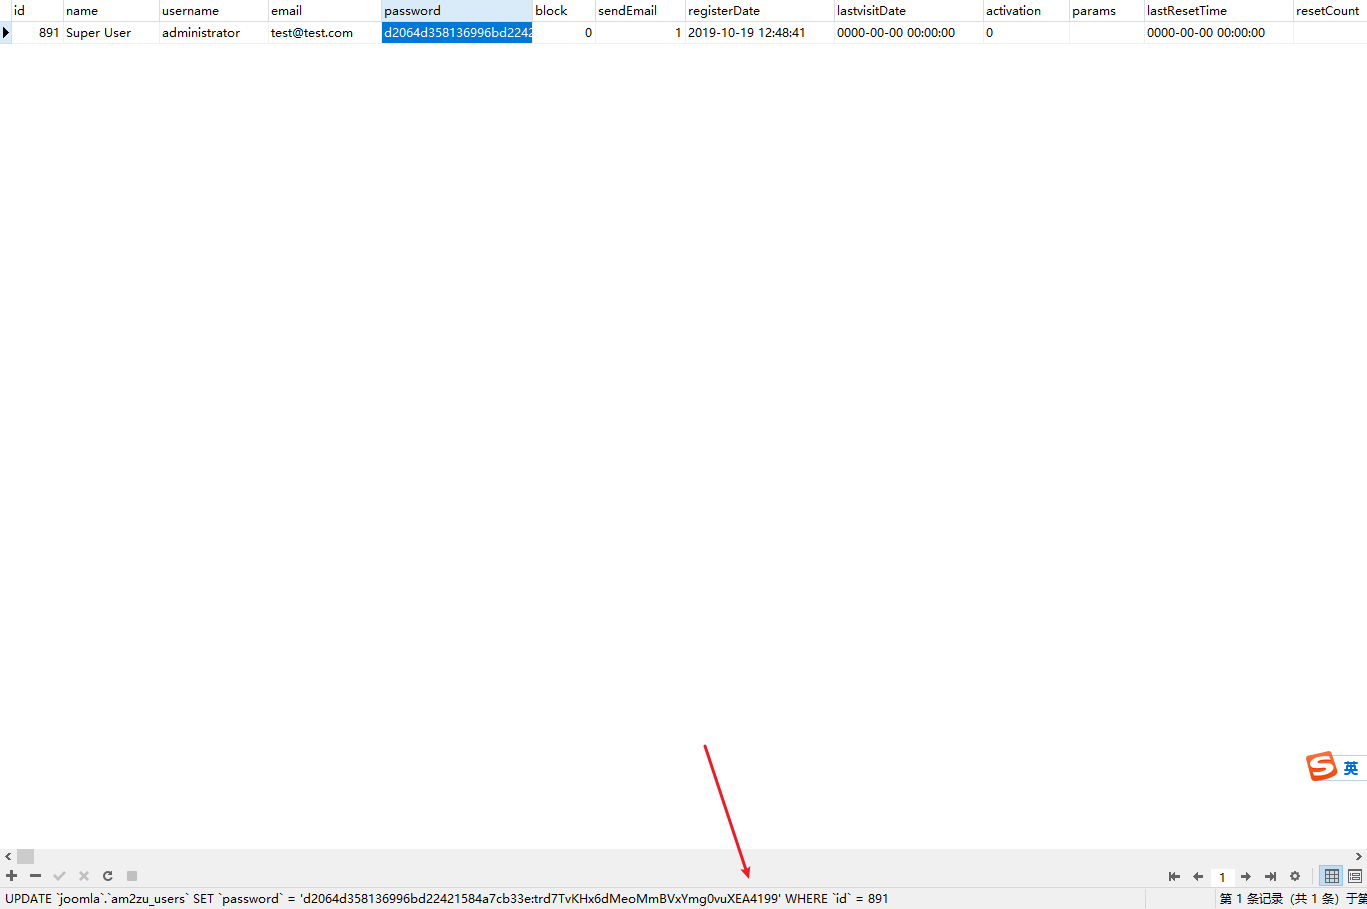 id name username email password block sendEmail registerDate lastvisitDate activation params lastResetTime resetCount
891 Super User administrator test@test.com d2064d358136996bd2242 0 1 2019-10-19 12:48:41 0000-00-00 00:00:00 0 0000-00-00 00:00:00
S 英
1
UPDATE `joomla`.`am2zu_users` SET `password` = 'd2064d358136996bd22421584a7cb33e:trd7TvKHx6dMeoMmBVxYmg0vuXEA4199' WHERE `id` = 891 第 1 条记录 (共 1 条) 于第